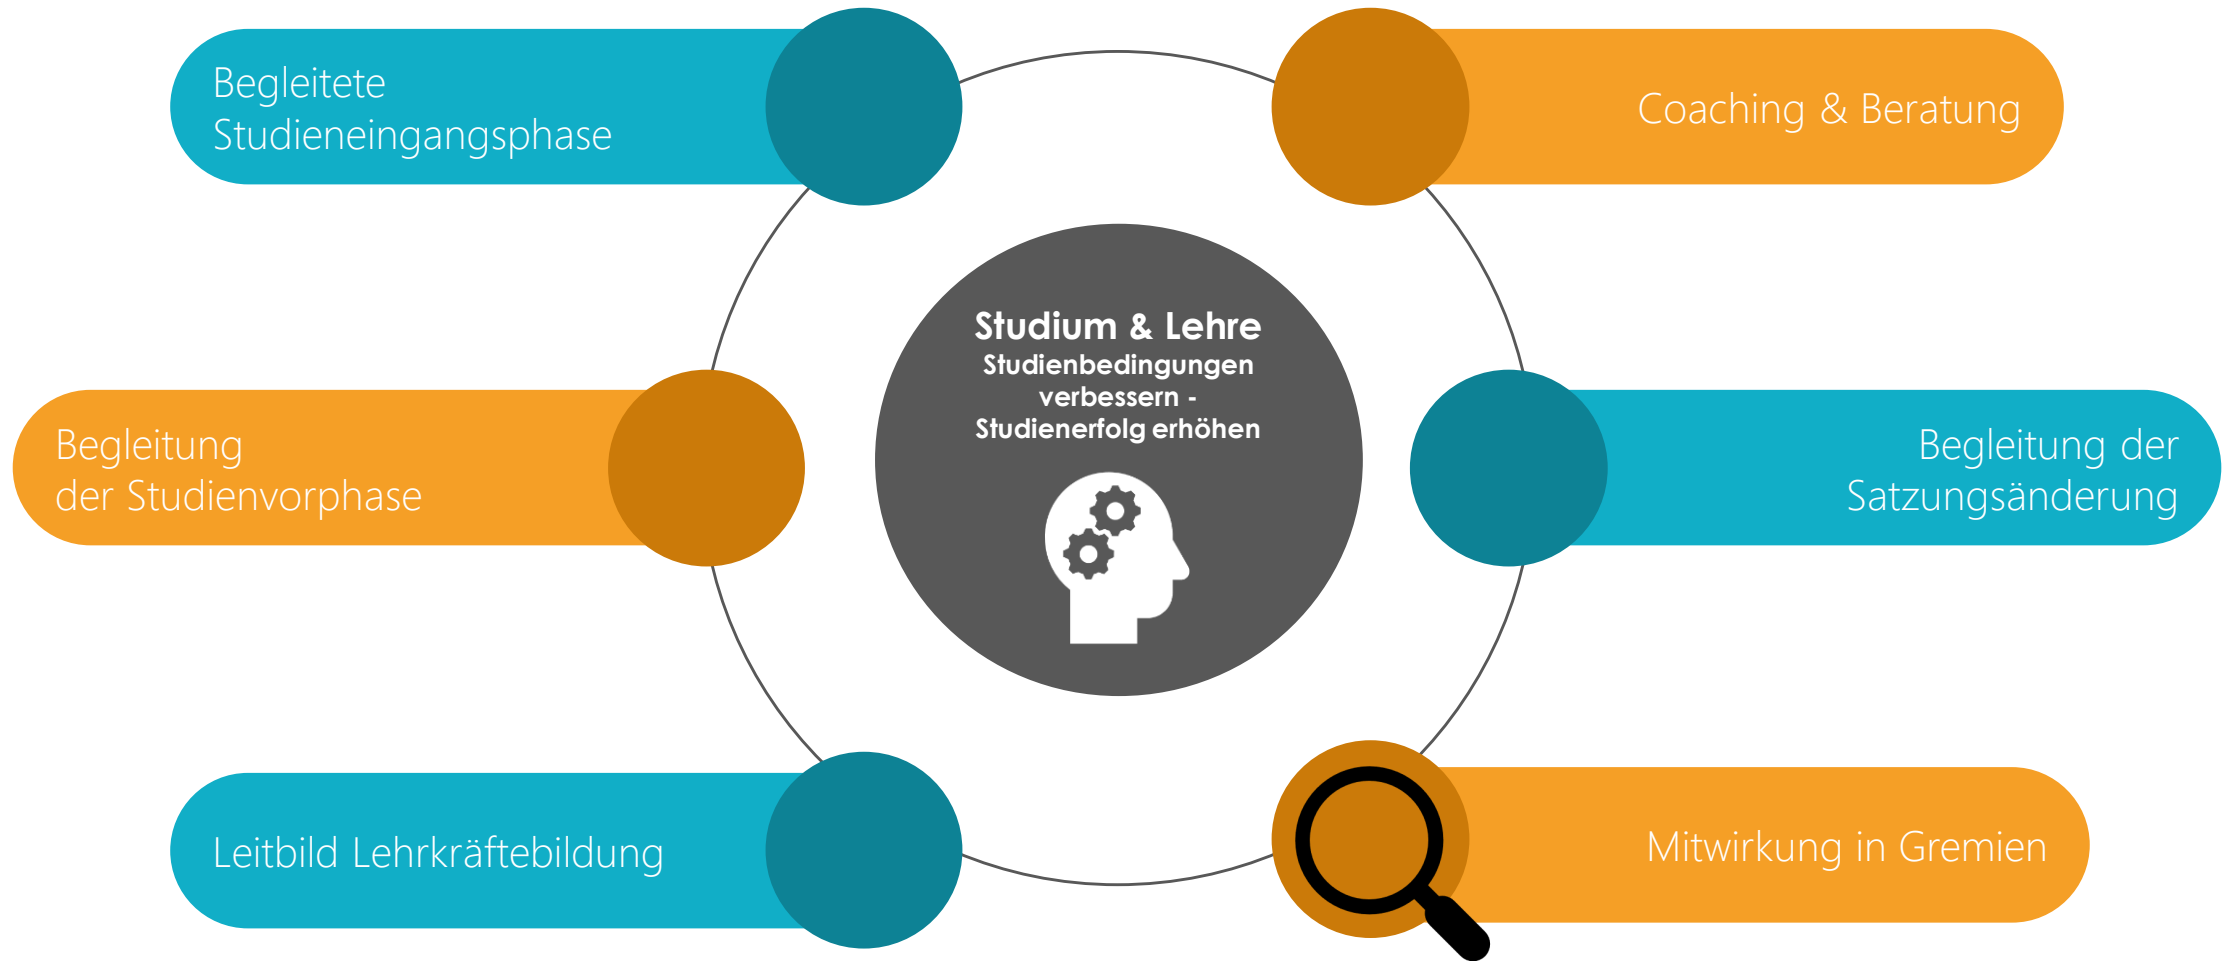 Begleitete
Studieneingangsphase
Coaching & Beratung
Studium & Lehre
Studienbedingungen
verbessern -
Studienerfolg erhöhen
Begleitung
der Studienvorphase
Begleitung der
Satzungsänderung
Leitbild Lehrkräftebildung
Mitwirkung in Gremien